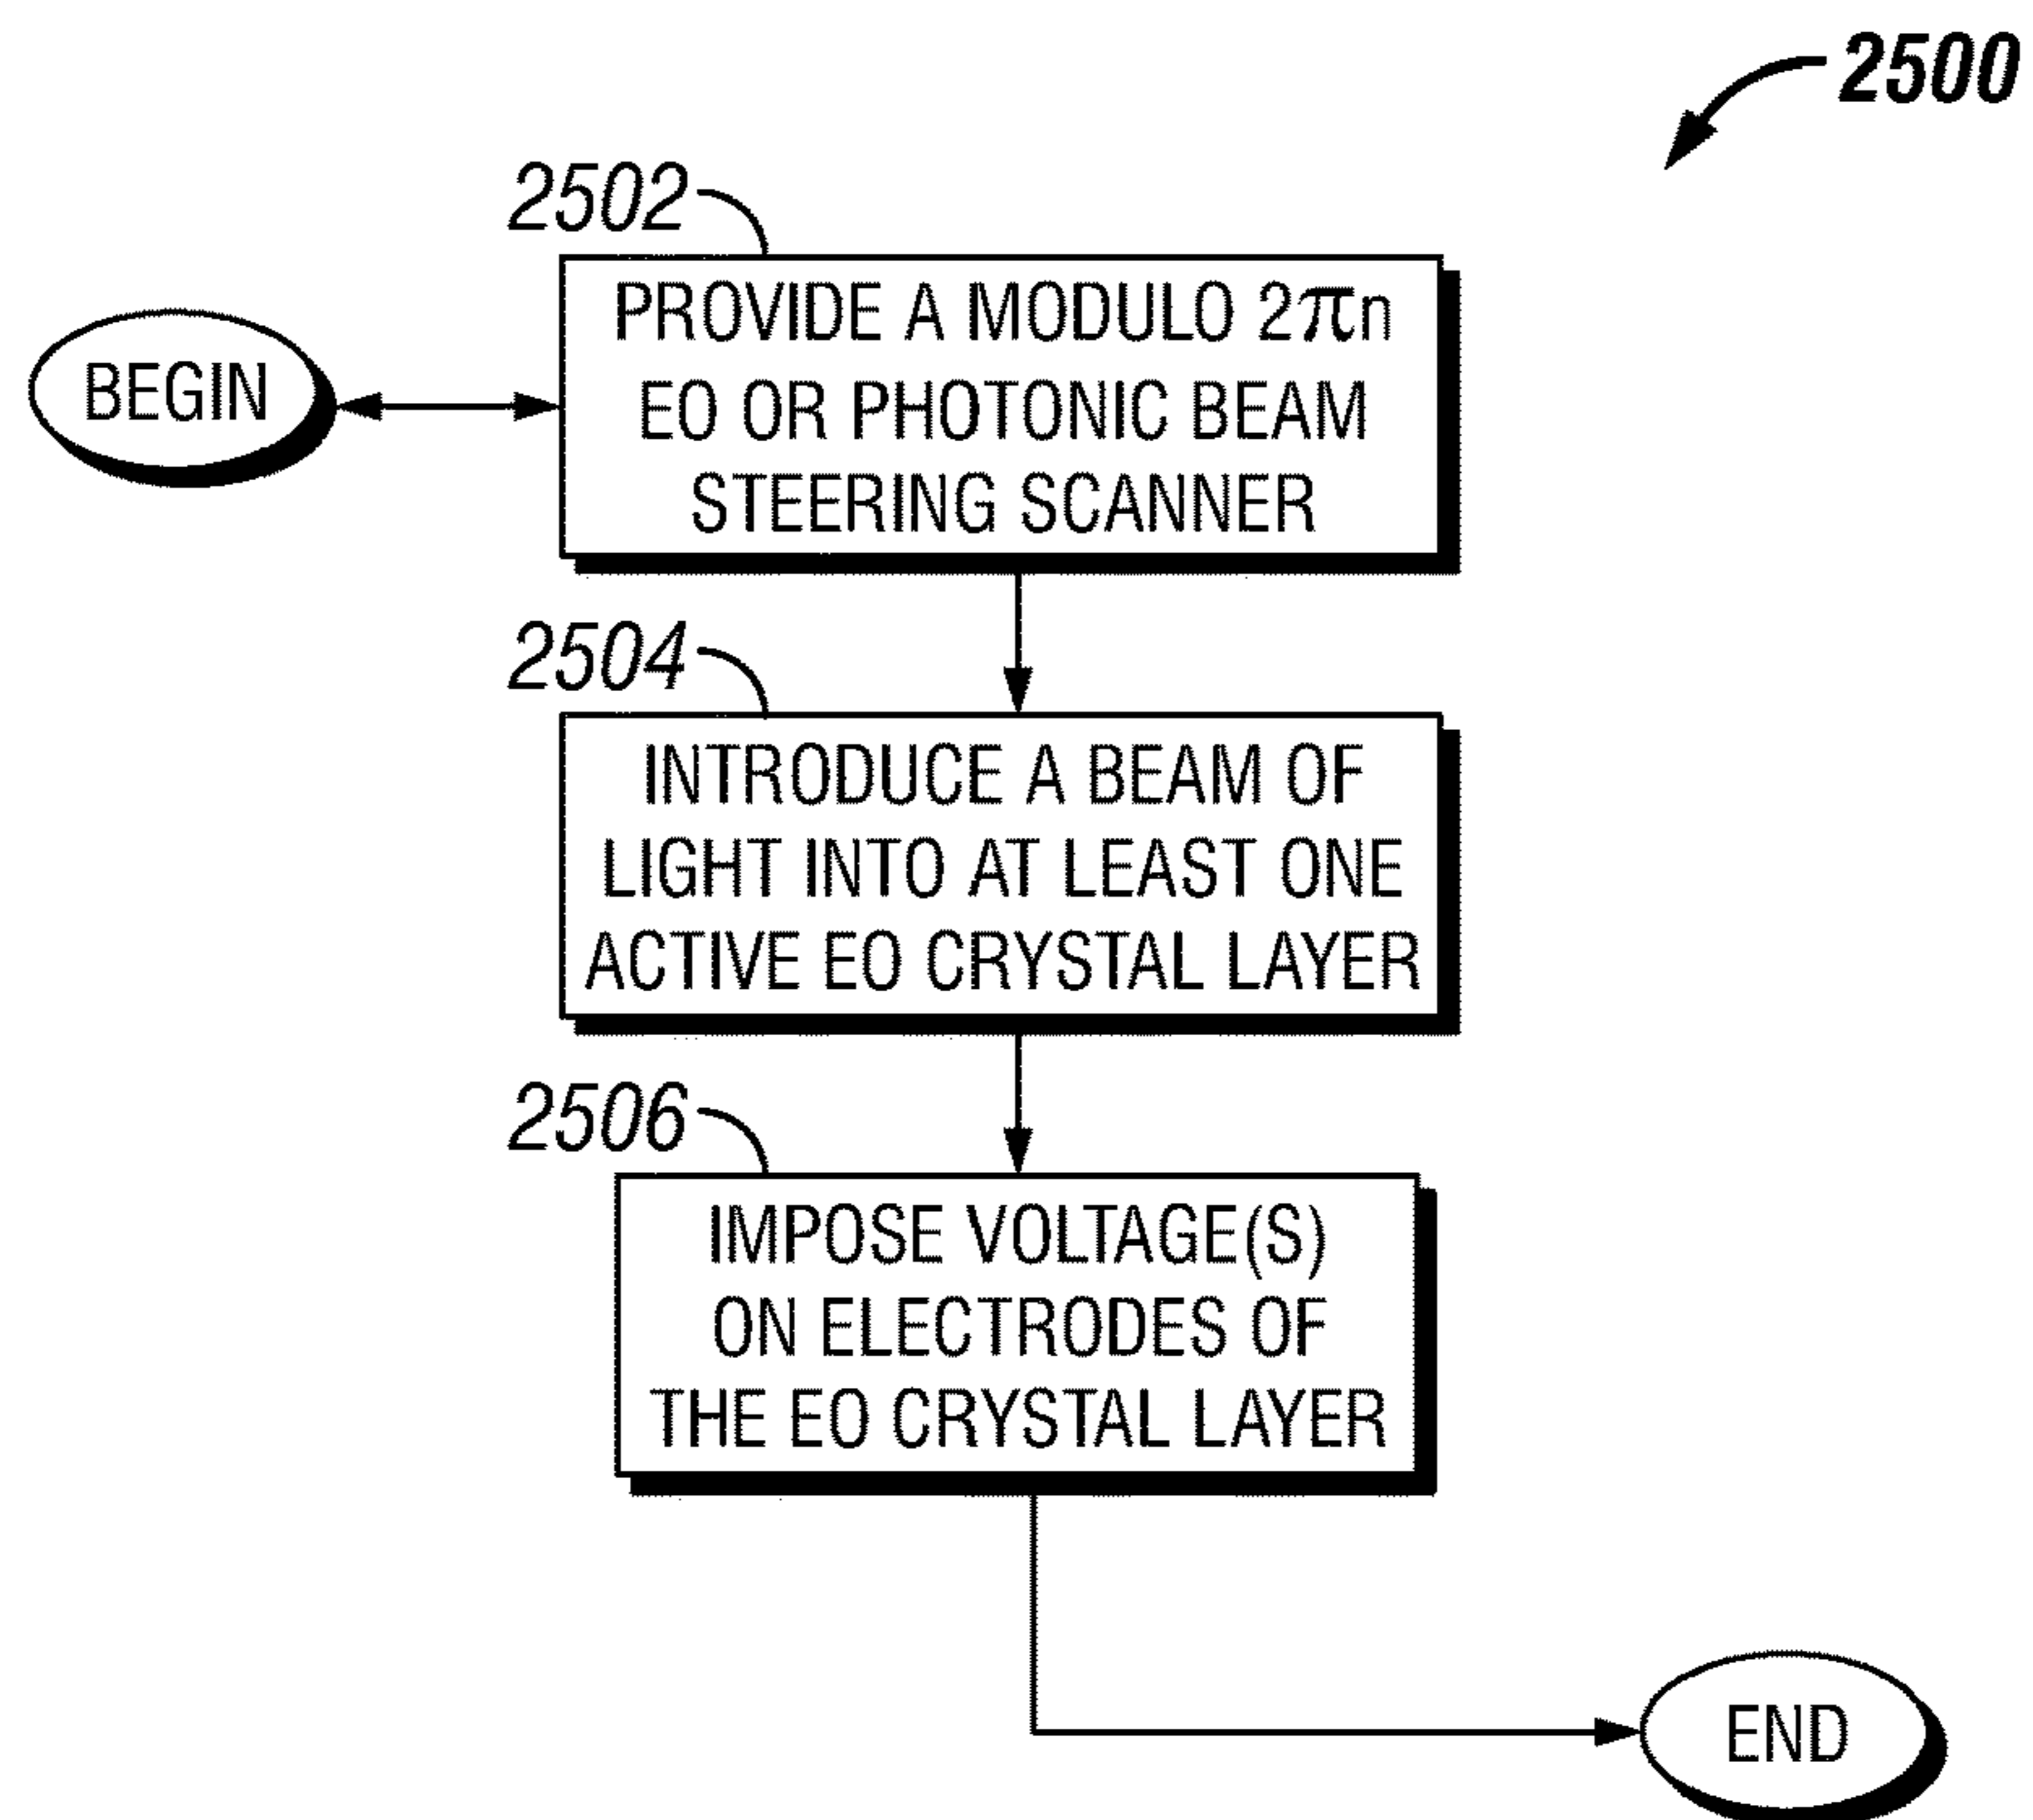 2500
2502
PROVIDE A MODULO 2πn
EO OR PHOTONIC BEAM
STEERING SCANNER
BEGIN
2504
INTRODUCE A BEAM OF
LIGHT INTO AT LEAST ONE
ACTIVE EO CRYSTAL LAYER
2506
IMPOSE VOLTAGE(S)
ON ELECTRODES OF
THE EO CRYSTAL LAYER
END